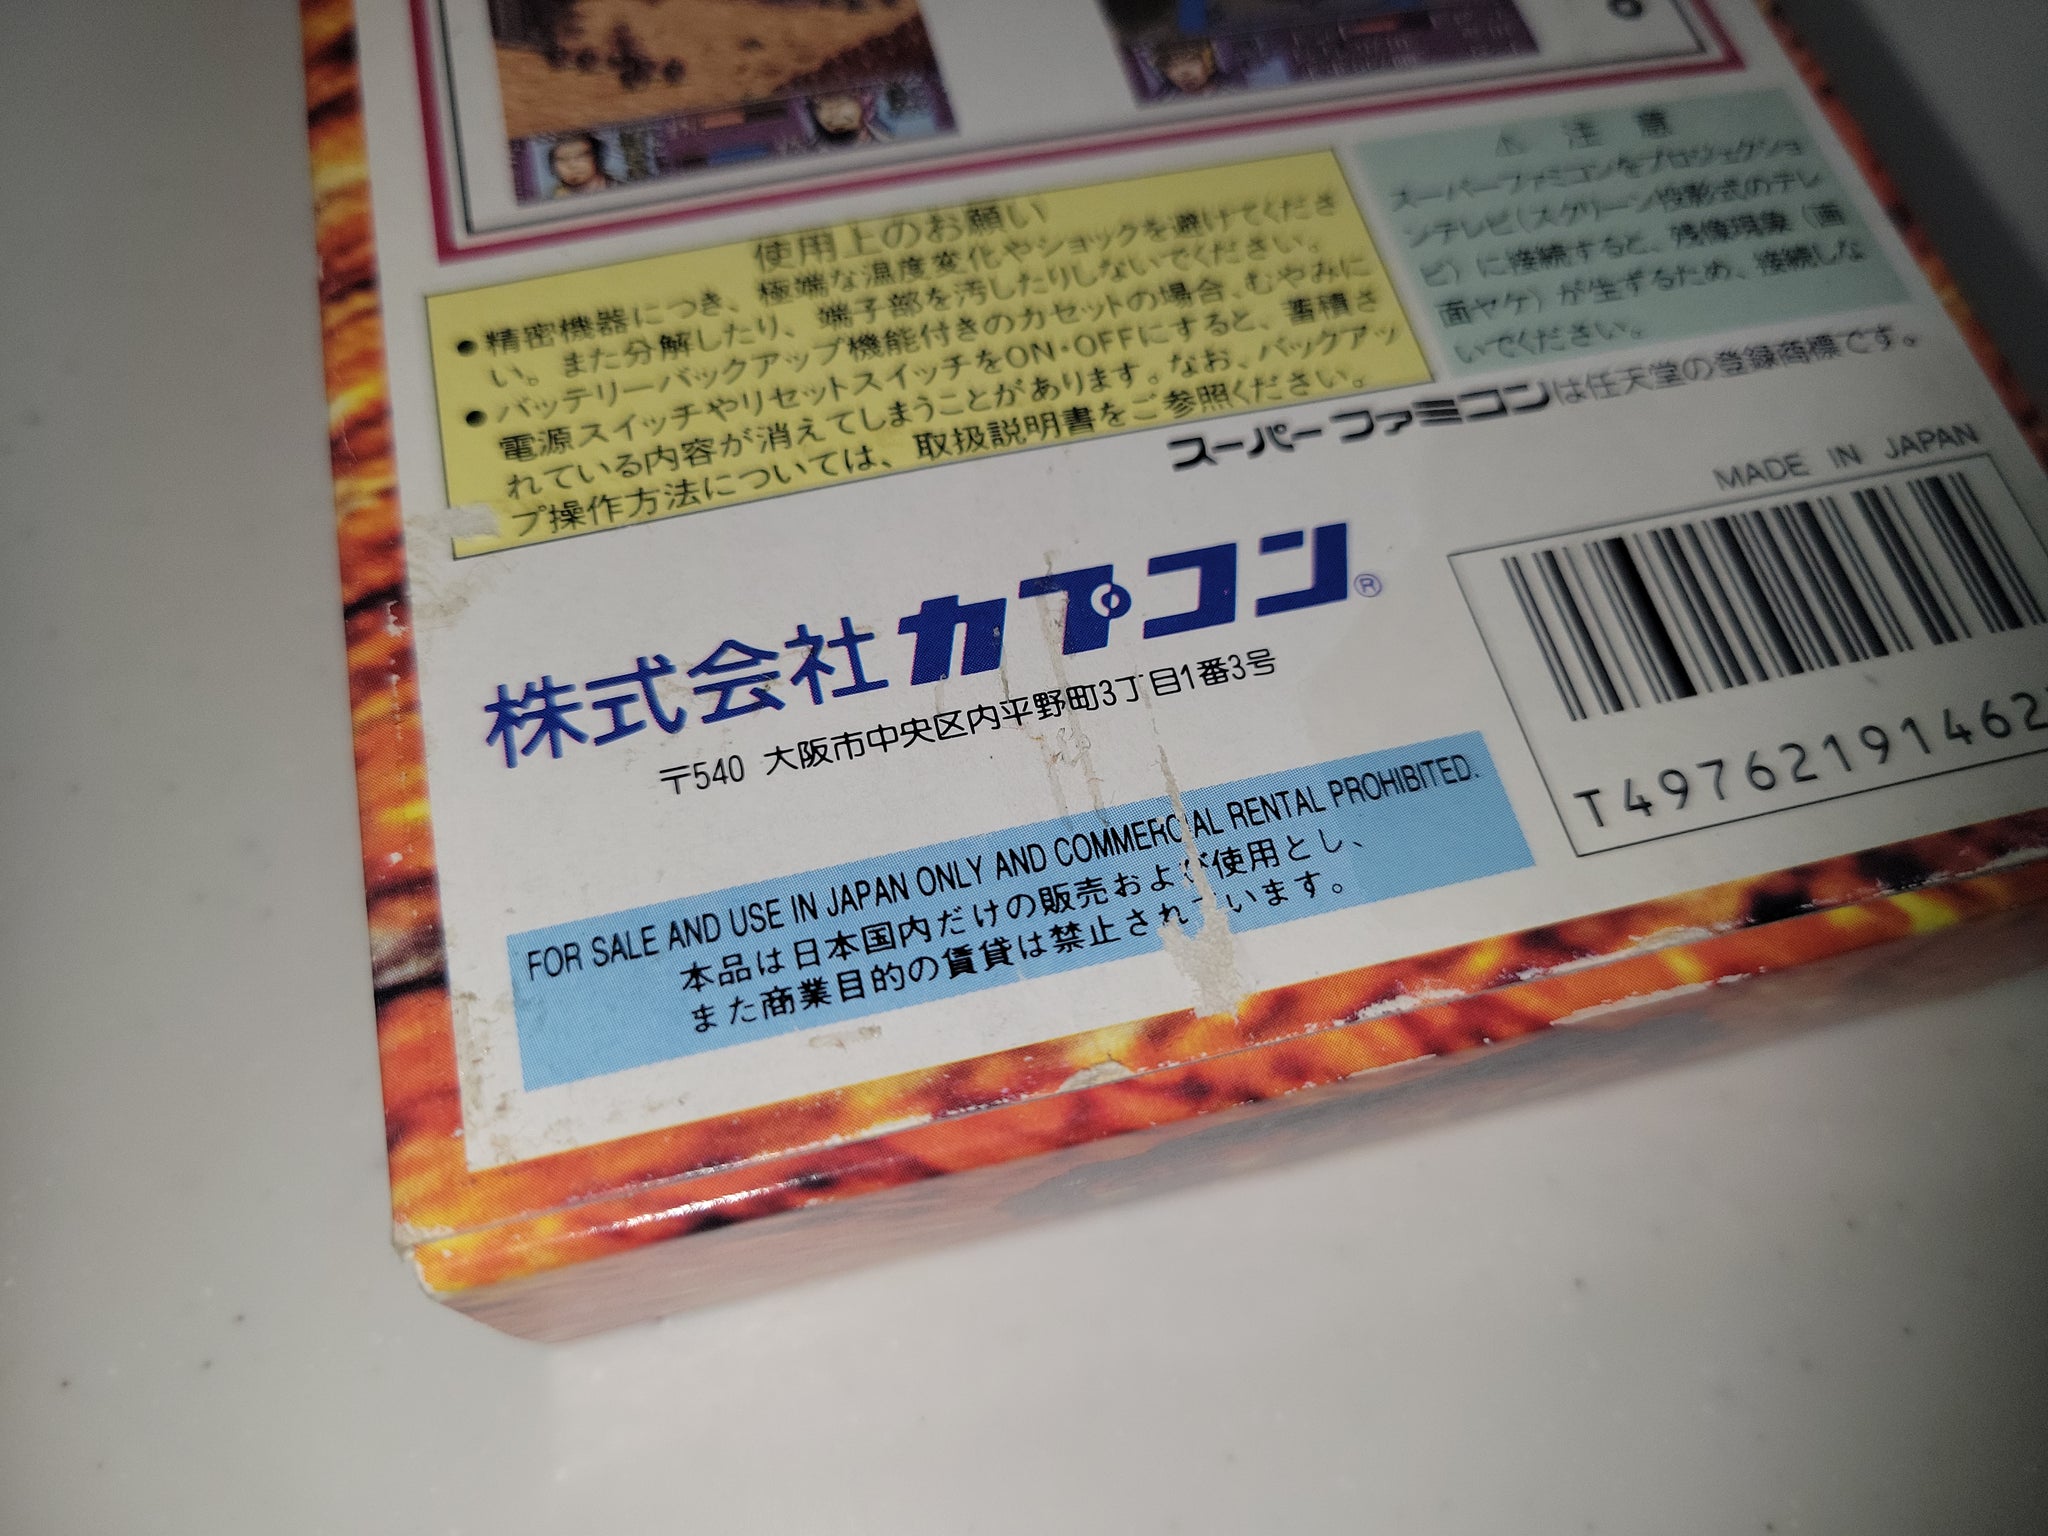 使用上のお願い
●精密機器につき、極端な温度変化やショックを避けてくださ
い。また分解したり、端子部を汚したりしないでください。
●バッテリーバックアップ機能付きのカセットの場合、むやみに
電源スイッチやリセットスイッチをON・OFFにすると、蓄積さ
れている内容が消えてしまうことがあります。なお、バックアッ
プ操作方法については、取扱説明書をご参照ください。
⚠ 注意
スーパーファミコンをプロジェクショ
ンテレビ(スクリーン投影式のテレ
ビ)に接続すると、残像現象(画
面ヤケ)が生ずるため、接続しな
いでください。
スーパーファミコンは任天堂の登録商標です。
MADE IN JAPAN
株式会社カプコン®
〒540 大阪市中央区内平野町3丁目1番3号
T49762191462
FOR SALE AND USE IN JAPAN ONLY AND COMMERCIAL RENTAL PROHIBITED.
本品は日本国内だけの販売および使用とし、
また商業目的の賃貸は禁止されています。